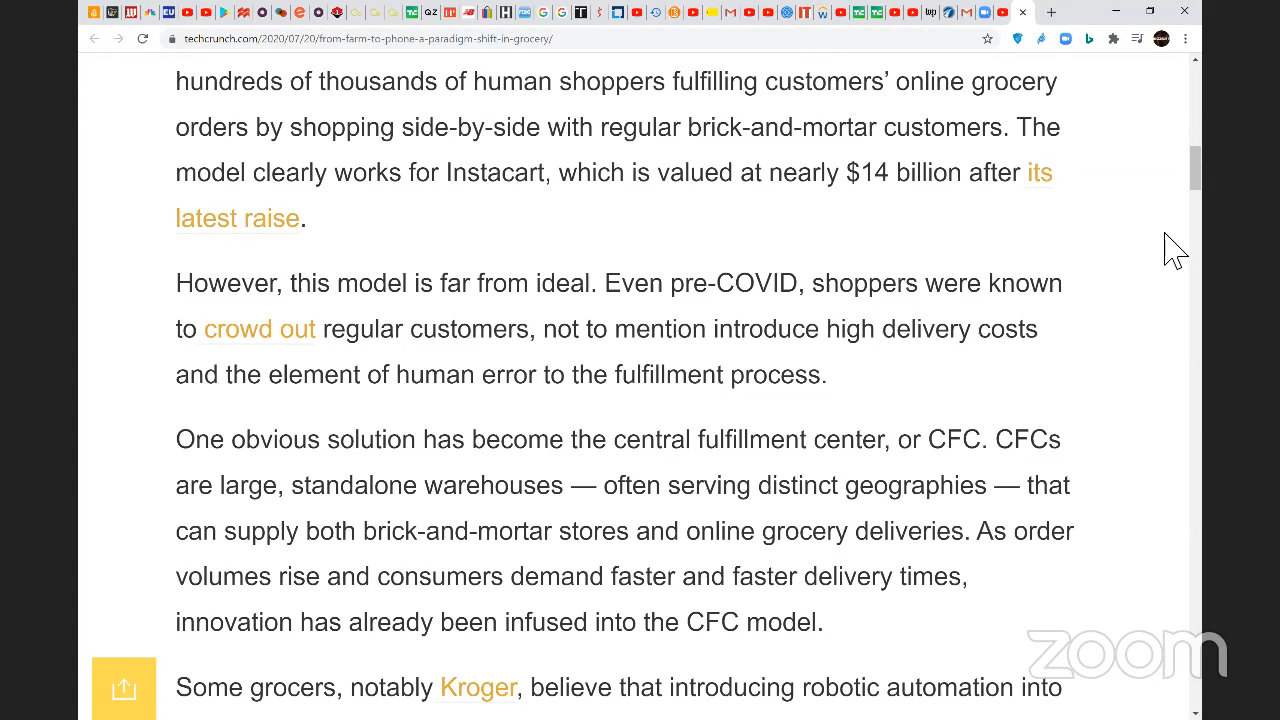 techcrunch.com/2020/07/20/from-farm-to-phone-a-paradigm-shift-in-grocery/
hundreds of thousands of human shoppers fulfilling customers’ online grocery
orders by shopping side-by-side with regular brick-and-mortar customers. The
model clearly works for Instacart, which is valued at nearly $14 billion after its
latest raise.
However, this model is far from ideal. Even pre-COVID, shoppers were known
to crowd out regular customers, not to mention introduce high delivery costs
and the element of human error to the fulfillment process.
One obvious solution has become the central fulfillment center, or CFC. CFCs
are large, standalone warehouses — often serving distinct geographies — that
can supply both brick-and-mortar stores and online grocery deliveries. As order
volumes rise and consumers demand faster and faster delivery times,
innovation has already been infused into the CFC model.
zoom
Some grocers, notably Kroger, believe that introducing robotic automation into